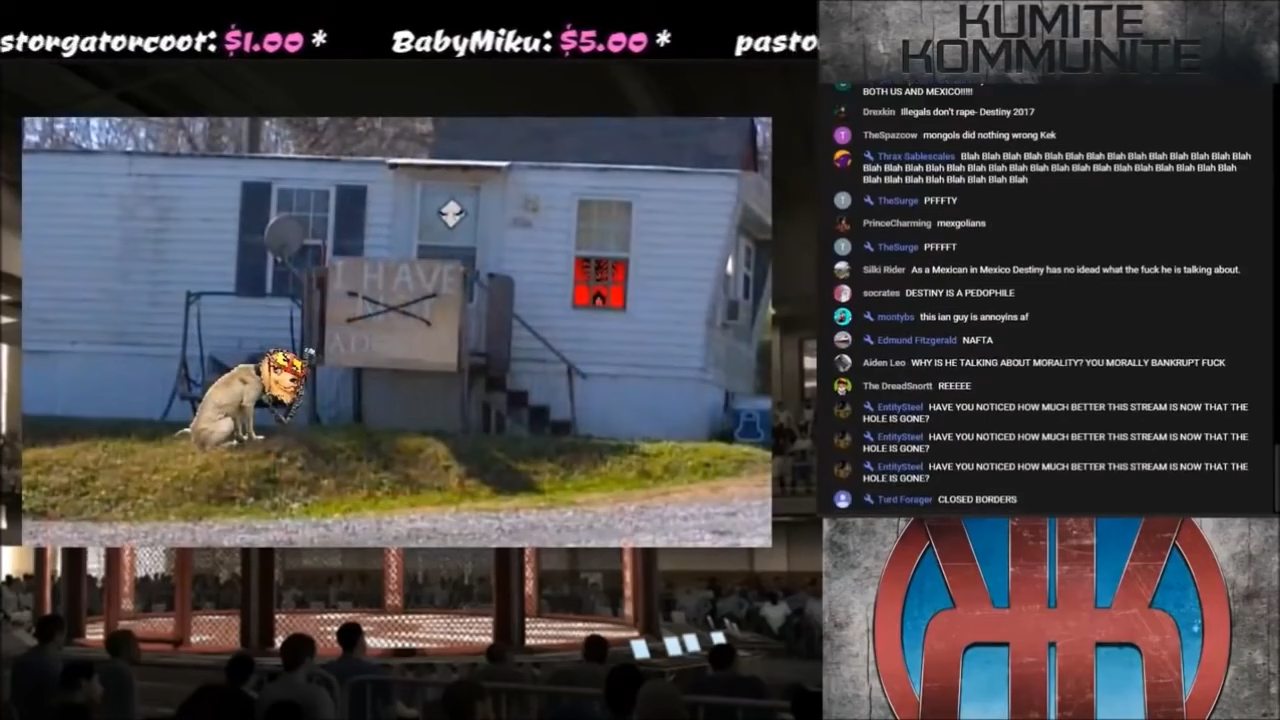 storgatorcoot: $1.00 * BabyMiku: $5.00 * pasto
KUMITE
KOMMUNITE
BOTH US AND MEXICO!!!!!
Drexkin Illegals don't rape- Destiny 2017
T TheSpazcow mongols did nothing wrong Kek
Thrax Sablescales Blah Blah Blah Blah Blah Blah Blah Blah Blah Blah Blah Blah Blah Blah
Blah Blah Blah Blah Blah Blah Blah Blah Blah Blah Blah Blah Blah Blah Blah Blah Blah Blah
Blah Blah Blah Blah Blah Blah Blah Blah
T TheSurge PFFFTY
PrinceCharming mexgolians
T TheSurge PFFFFT
Silki Rider As a Mexican in Mexico Destiny has no idead what the fuck he is talking about.
socrates DESTINY IS A PEDOPHILE
montybs this ian guy is annoyins af
Edmund Fitzgerald NAFTA
Aiden Leo WHY IS HE TALKING ABOUT MORALITY? YOU MORALLY BANKRUPT FUCK
The DreadSnortt REEEEE
EntitySteel HAVE YOU NOTICED HOW MUCH BETTER THIS STREAM IS NOW THAT THE
HOLE IS GONE?
EntitySteel HAVE YOU NOTICED HOW MUCH BETTER THIS STREAM IS NOW THAT THE
HOLE IS GONE?
EntitySteel HAVE YOU NOTICED HOW MUCH BETTER THIS STREAM IS NOW THAT THE
HOLE IS GONE?
Turd Forager CLOSED BORDERS
I HAVE